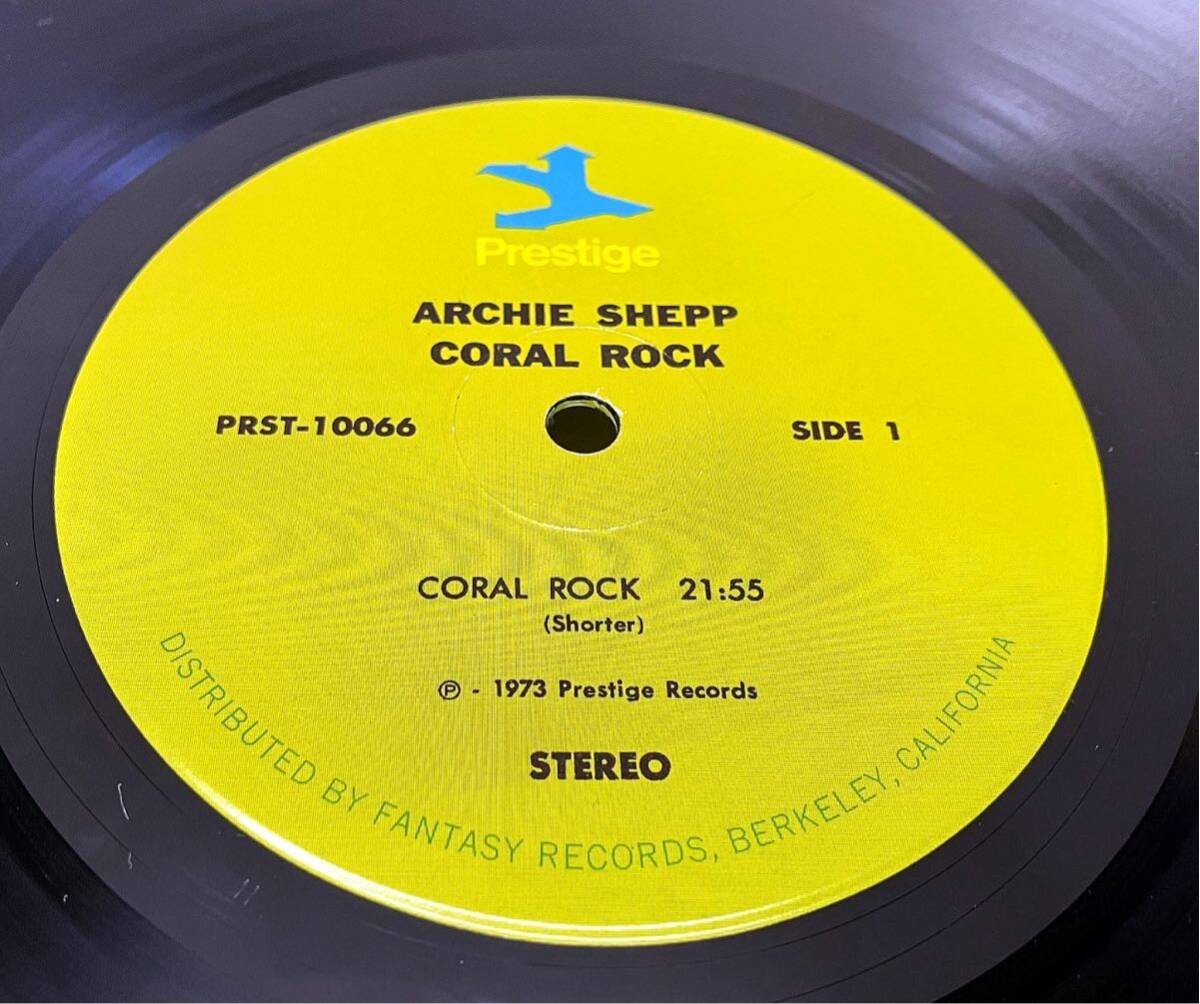 Prestige
ARCHIE SHEPP
CORAL ROCK
PRST-10066
SIDE 1
CORAL ROCK 21:55
(Shorter)
℗ - 1973 Prestige Records
STEREO
DISTRIBUTED BY FANTASY RECORDS, BERKELEY, CALIFORNIA